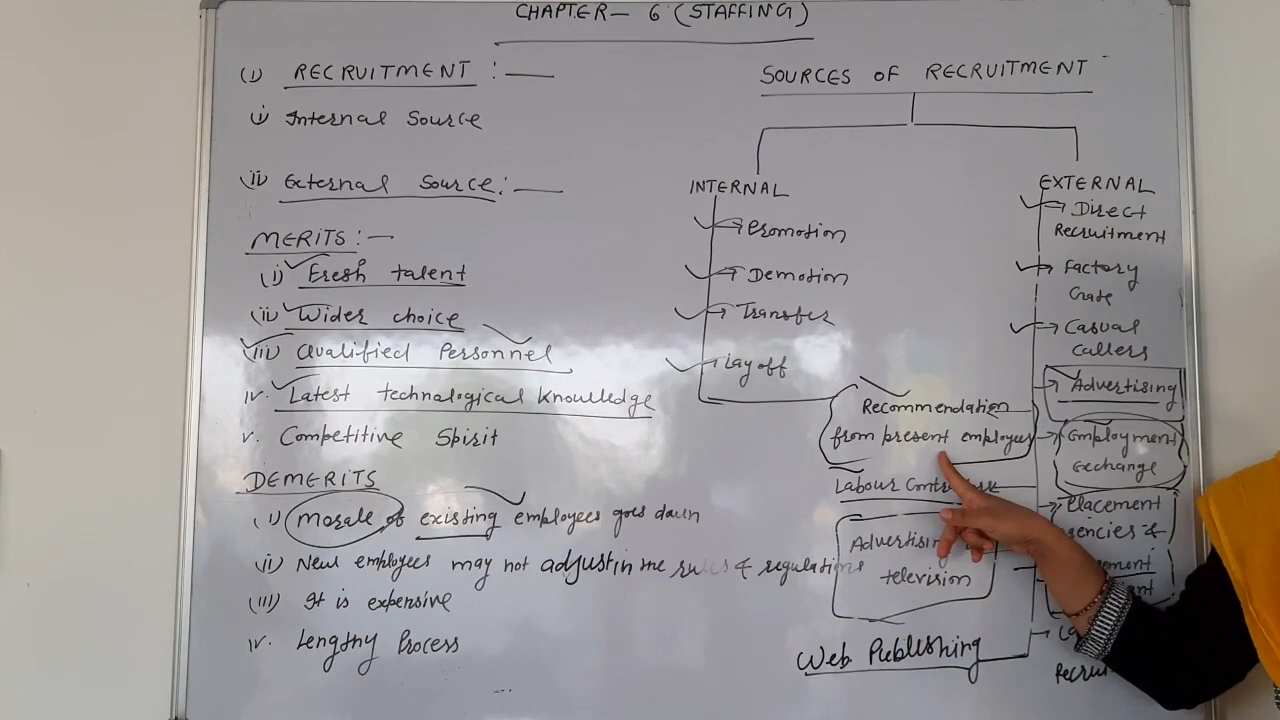 CHAPTER - 6 (STAFFING)
(i) RECRUITMENT :—
i) Internal Source
(ii) External Source:—
MERITS:—
(i) Fresh talent
(ii) Wider choice
(iii) Qualified Personnel
iv. Latest technological Knowledge
v. Competitive Spirit
DEMERITS
(i) Morale of existing employees goes down
(ii) New employees may not adjust in the rules & regulations
(iii) It is expensive
iv. Lengthy Process
SOURCES OF RECRUITMENT
INTERNAL
Promotion
Demotion
Transfer
Lay off
EXTERNAL
Direct
Recruitment
Factory
Gate
Casual
Callers
Advertising
Employment
Exchange
Placement
agencies &
Recommendation
from present employees
Labour
Advertising
television
Web Publishing